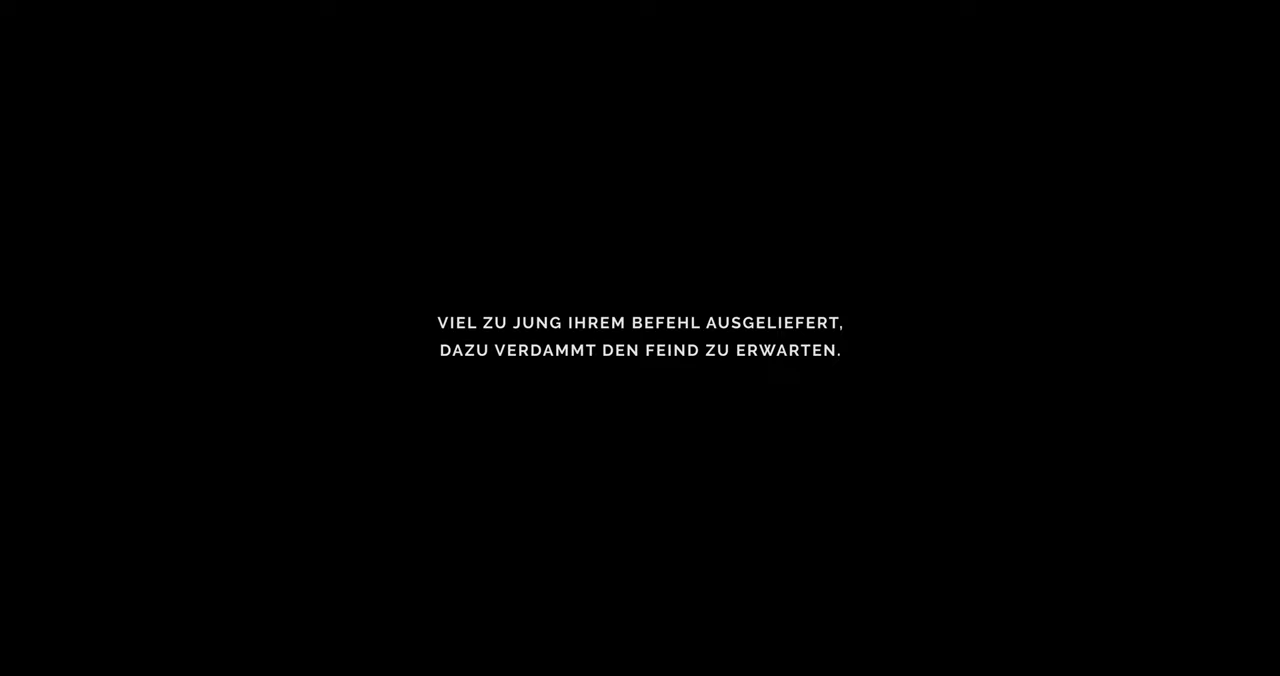 VIEL ZU JUNG IHREM BEFEHL AUSGELIEFERT,
DAZU VERDAMMT DEN FEIND ZU ERWARTEN.